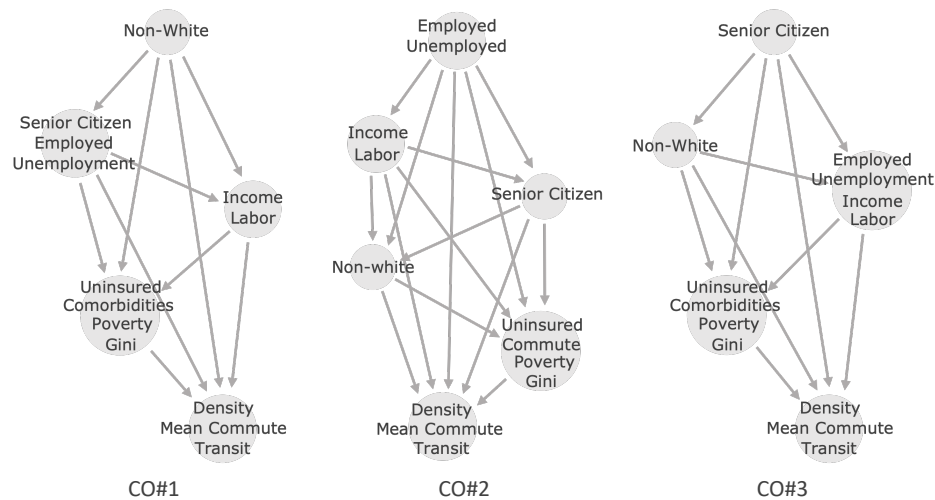 Non-White
Senior Citizen
Employed
Unemployment
Income
Labor
Uninsured
Comorbidities
Poverty
Gini
Density
Mean Commute
Transit
CO#1
Employed
Unemployed
Income
Labor
Senior Citizen
Non-white
Uninsured
Commute
Poverty
Gini
Density
Mean Commute
Transit
CO#2
Senior Citizen
Non-White
Employed
Unemployment
Income
Labor
Uninsured
Comorbidities
Poverty
Gini
Density
Mean Commute
Transit
CO#3